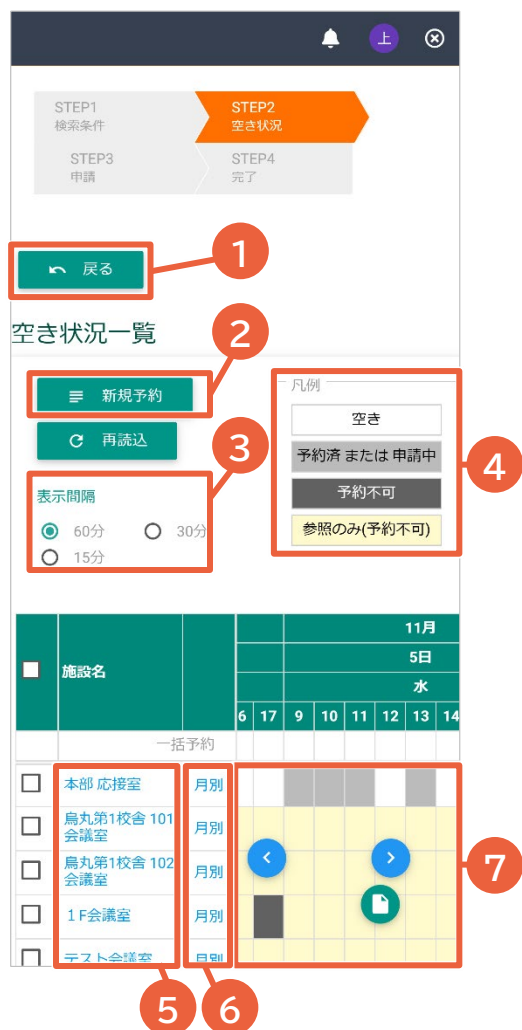 上
STEP1
検索条件
STEP2
空き状況
STEP3
申請
STEP4
完了
戻る
1
空き状況一覧
2
新規予約
再読込
3
表示間隔
60分
30分
15分
凡例
空き
予約済 または 申請中
予約不可
参照のみ(予約不可)
4
11月
5日
水
施設名
6 17 9 10 11 12 13 14
一括予約
本部 応接室
月別
烏丸第1校舎 101
会議室
月別
烏丸第1校舎 102
会議室
月別
1F会議室
月別
テスト会議室
月別
7
5
6